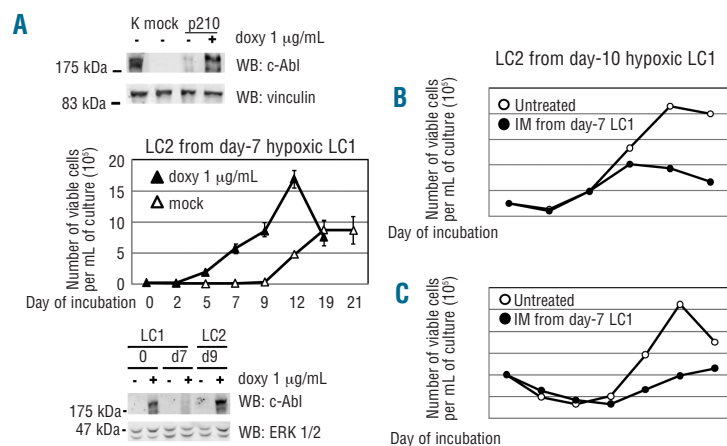 A
K mock p210
- - - +
doxy 1 µg/mL
175 kDa
WB: c-Abl
83 kDa
WB: vinculin
LC2 from day-7 hypoxic LC1
Number of viable cells per mL of culture (10⁵)
20
15
10
5
0
doxy 1 µg/mL
mock
Day of incubation 0 2 5 7 9 12 19 21
LC1 LC2
0 d7 d9
- + - + - + doxy 1 µg/mL
175 kDa
WB: c-Abl
47 kDa
WB: ERK 1/2
LC2 from day-10 hypoxic LC1
B
Number of viable cells per mL of culture (10⁵)
Untreated
IM from day-7 LC1
Day of incubation
C
Number of viable cells per mL of culture (10⁵)
Untreated
IM from day-7 LC1
Day of incubation